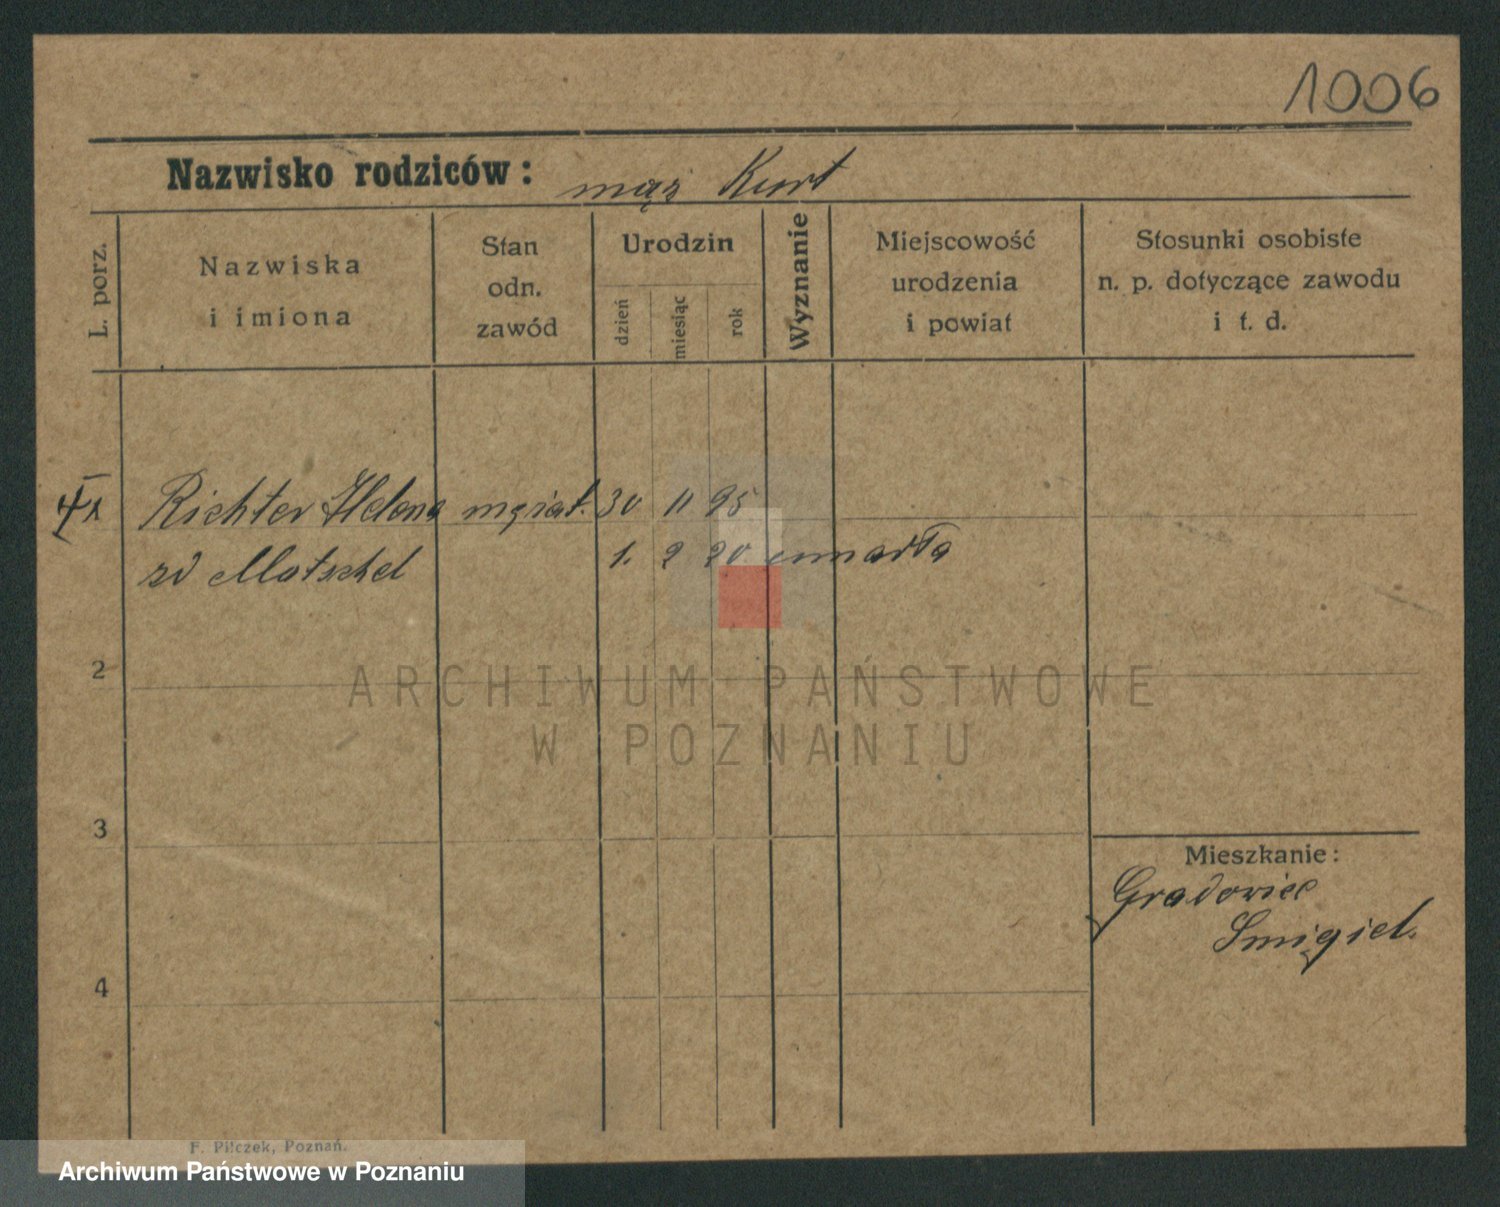 1006
Nazwisko rodziców: mąż Kurt
L. porz.
Nazwiska
i imiona
Stan
odn.
zawód
Urodzin
dzień
miesiąc
rok
Wyznanie
Miejscowość
urodzenia
i powiat
Stosunki osobiste
n. p. dotyczące zawodu
i t. d.
1 Richter Helena mężat. 30 11 95
zd Matschel 1. 2 20 umarła
2
ARCHIWUM PAŃSTWOWE
W POZNANIU
3
Mieszkanie:
Gradowice
Śmigiel.
4
F. Pilczek, Poznań.
Archiwum Państwowe w Poznaniu